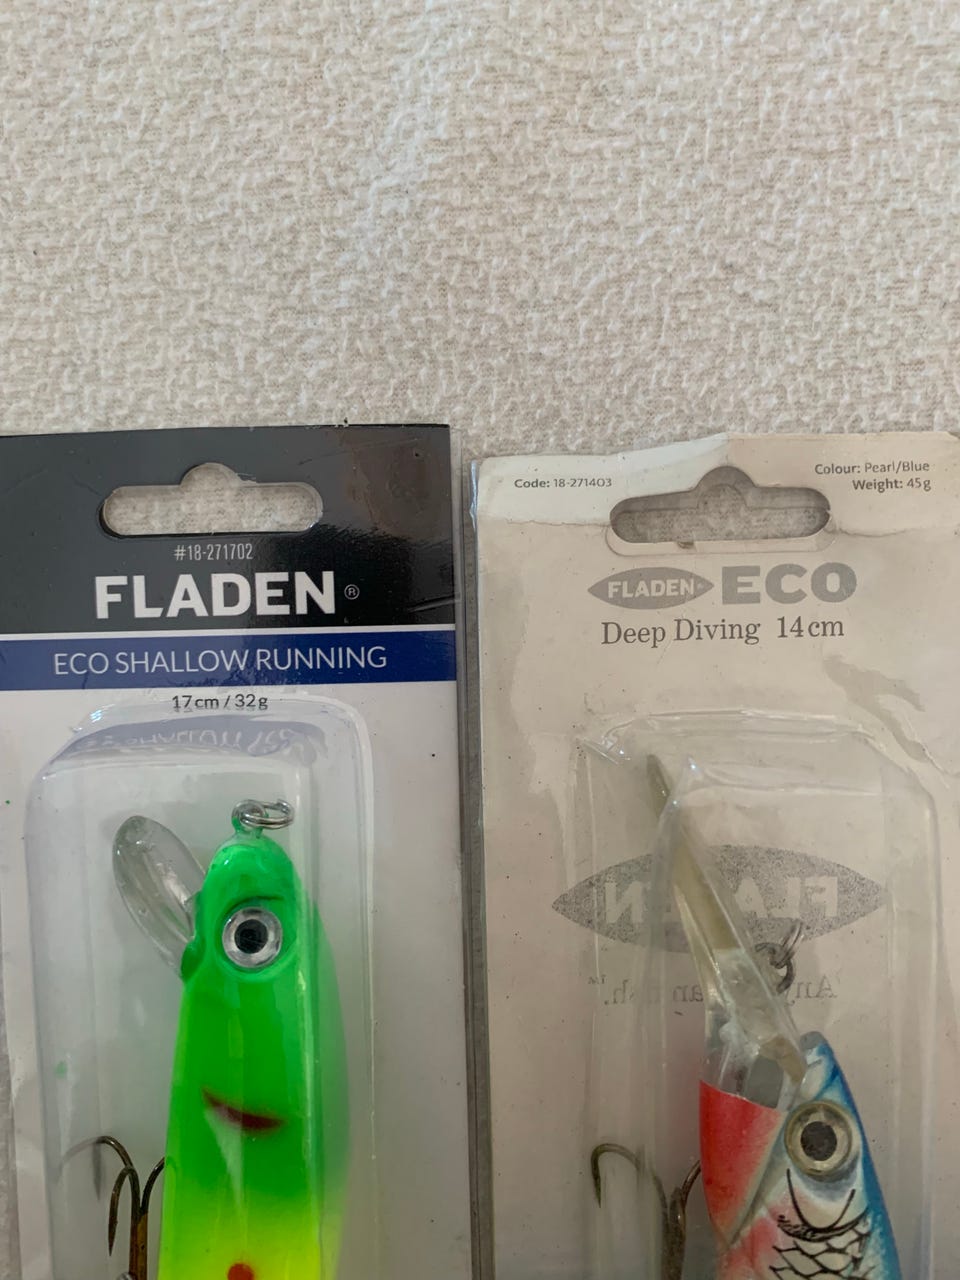 #18-271702
FLADEN®
ECO SHALLOW RUNNING
17cm / 32g
Code: 18-271403
Colour: Pearl/Blue
Weight: 45g
FLADEN® ECO
Deep Diving 14cm
FLADEN